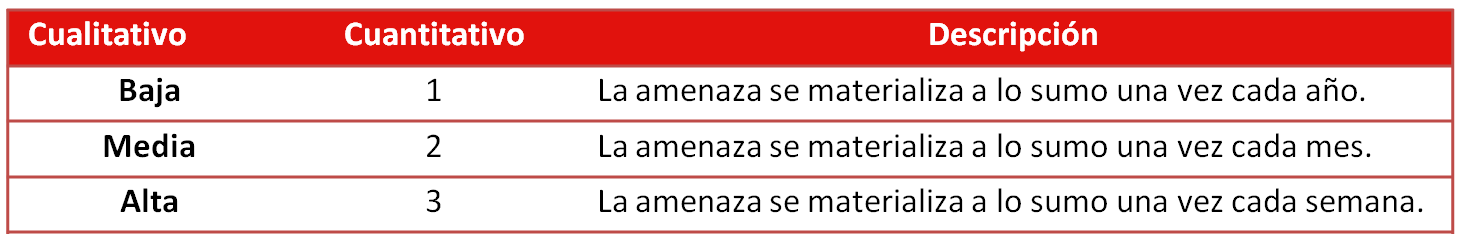 Cualitativo Cuantitativo Descripción
Baja 1 La amenaza se materializa a lo sumo una vez cada año.
Media 2 La amenaza se materializa a lo sumo una vez cada mes.
Alta 3 La amenaza se materializa a lo sumo una vez cada semana.